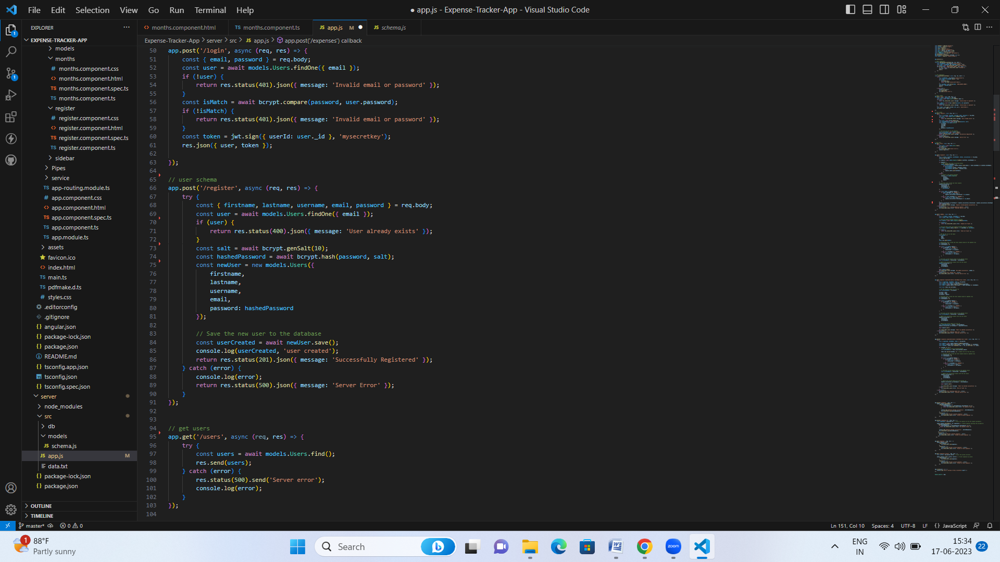 File Edit Selection View Go Run Terminal Help
● app.js - Expense-Tracker-App - Visual Studio Code
EXPLORER
EXPENSE-TRACKER-APP
models
months
# months.component.css
<> months.component.html
TS months.component.spec.ts
TS months.component.ts
register
# register.component.css
<> register.component.html
TS register.component.spec.ts
TS register.component.ts
sidebar
Pipes
service
TS app-routing.module.ts
# app.component.css
<> app.component.html
TS app.component.spec.ts
TS app.component.ts
TS app.module.ts
assets
favicon.ico
<> index.html
TS main.ts
TS pdfmake.d.ts
# styles.css
.editorconfig
.gitignore
{} angular.json
{} package-lock.json
{} package.json
README.md
{} tsconfig.app.json
tsconfig.json
{} tsconfig.spec.json
server
node_modules
src
db
models
JS schema.js
JS app.js M
data.txt
{} package-lock.json
{} package.json
OUTLINE
TIMELINE
<> months.component.html TS months.component.ts JS app.js M ● JS schema.js
Expense-Tracker-App > server > src > JS app.js > app.post('/expenses') callback
50 app.post('/login', async (req, res) => {
51 const { email, password } = req.body;
52 const user = await models.Users.findOne({ email });
53 if (!user) {
54 return res.status(401).json({ message: 'Invalid email or password' });
55 }
56 const isMatch = await bcrypt.compare(password, user.password);
57 if (!isMatch) {
58 return res.status(401).json({ message: 'Invalid email or password' });
59 }
60 const token = jwt.sign({ userId: user._id }, 'mysecretkey');
61 res.json({ user, token });
62
63 });
64
65 // user schema
66 app.post('/register', async (req, res) => {
67 try {
68 const { firstname, lastname, username, email, password } = req.body;
69 const user = await models.Users.findOne({ email });
70 if (user) {
71 return res.status(400).json({ message: 'User already exists' });
72 }
73 const salt = await bcrypt.genSalt(10);
74 const hashedPassword = await bcrypt.hash(password, salt);
75 const newUser = new models.Users({
76 firstname,
77 lastname,
78 username,
79 email,
80 password: hashedPassword
81 });
82
83 // Save the new user to the database
84 const userCreated = await newUser.save();
85 console.log(userCreated, 'user created');
86 return res.status(201).json({ message: 'Successfully Registered' });
87 } catch (error) {
88 console.log(error);
89 return res.status(500).json({ message: 'Server Error' });
90 }
91 });
92
93
94 // get users
95 app.get('/users', async (req, res) => {
96 try {
97 const users = await models.Users.find();
98 res.send(users);
99 } catch (error) {
100 res.status(500).send('Server error');
101 console.log(error);
102 }
103 });
104
master* 0 0 Ln 151, Col 10 Spaces: 4 UTF-8 LF {} JavaScript
1 88°F
Partly sunny
Search
zoom
ENG
IN
15:34
17-06-2023
22